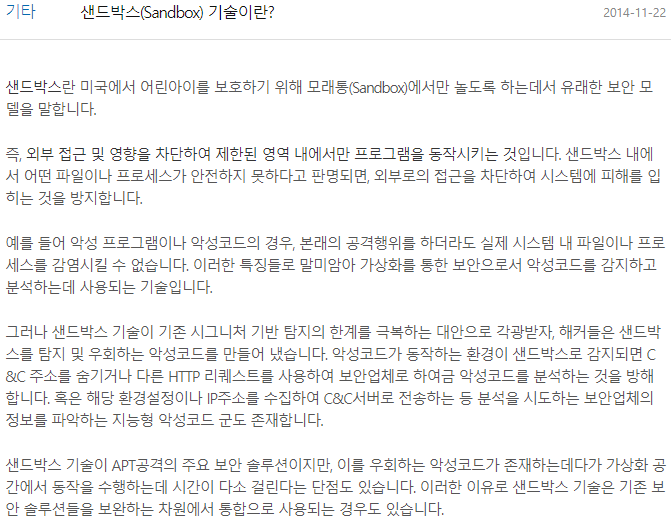 기타
샌드박스(Sandbox) 기술이란?
2014-11-22
샌드박스란 미국에서 어린아이를 보호하기 위해 모래통(Sandbox)에서만 놀도록 하는데서 유래한 보안 모
델을 말합니다.
즉, 외부 접근 및 영향을 차단하여 제한된 영역 내에서만 프로그램을 동작시키는 것입니다. 샌드박스 내에
서 어떤 파일이나 프로세스가 안전하지 못하다고 판명되면, 외부로의 접근을 차단하여 시스템에 피해를 입
히는 것을 방지합니다.
예를 들어 악성 프로그램이나 악성코드의 경우, 본래의 공격행위를 하더라도 실제 시스템 내 파일이나 프로
세스를 감염시킬 수 없습니다. 이러한 특징들로 말미암아 가상화를 통한 보안으로서 악성코드를 감지하고
분석하는데 사용되는 기술입니다.
그러나 샌드박스 기술이 기존 시그니처 기반 탐지의 한계를 극복하는 대안으로 각광받자, 해커들은 샌드박
스를 탐지 및 우회하는 악성코드를 만들어 냈습니다. 악성코드가 동작하는 환경이 샌드박스로 감지되면 C
&C 주소를 숨기거나 다른 HTTP 리퀘스트를 사용하여 보안업체로 하여금 악성코드를 분석하는 것을 방해
합니다. 혹은 해당 환경설정이나 IP주소를 수집하여 C&C서버로 전송하는 등 분석을 시도하는 보안업체의
정보를 파악하는 지능형 악성코드 군도 존재합니다.
샌드박스 기술이 APT공격의 주요 보안 솔루션이지만, 이를 우회하는 악성코드가 존재하는데다가 가상화 공
간에서 동작을 수행하는데 시간이 다소 걸린다는 단점도 있습니다. 이러한 이유로 샌드박스 기술은 기존 보
안 솔루션들을 보완하는 차원에서 통합으로 사용되는 경우도 있습니다.